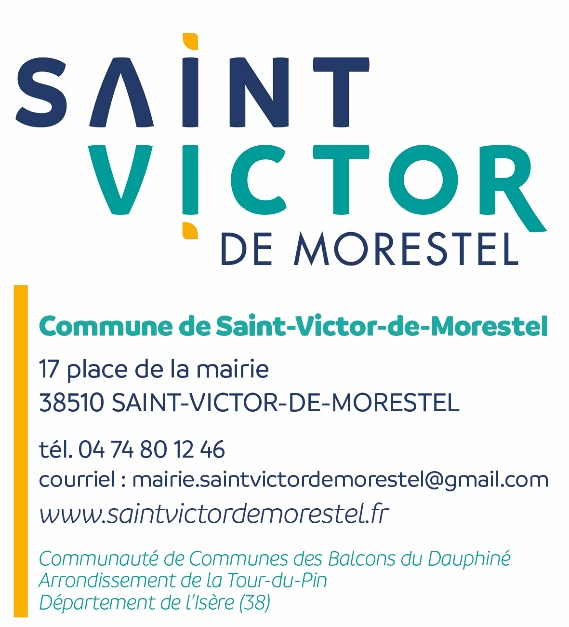 SAINT
VICTOR
DE MORESTEL
Commune de Saint-Victor-de-Morestel
17 place de la mairie
38510 SAINT-VICTOR-DE-MORESTEL
tél. 04 74 80 12 46
courriel : mairie.saintvictordemorestel@gmail.com
www.saintvictordemorestel.fr
Communauté de Communes des Balcons du Dauphiné
Arrondissement de la Tour-du-Pin
Département de l'Isère (38)